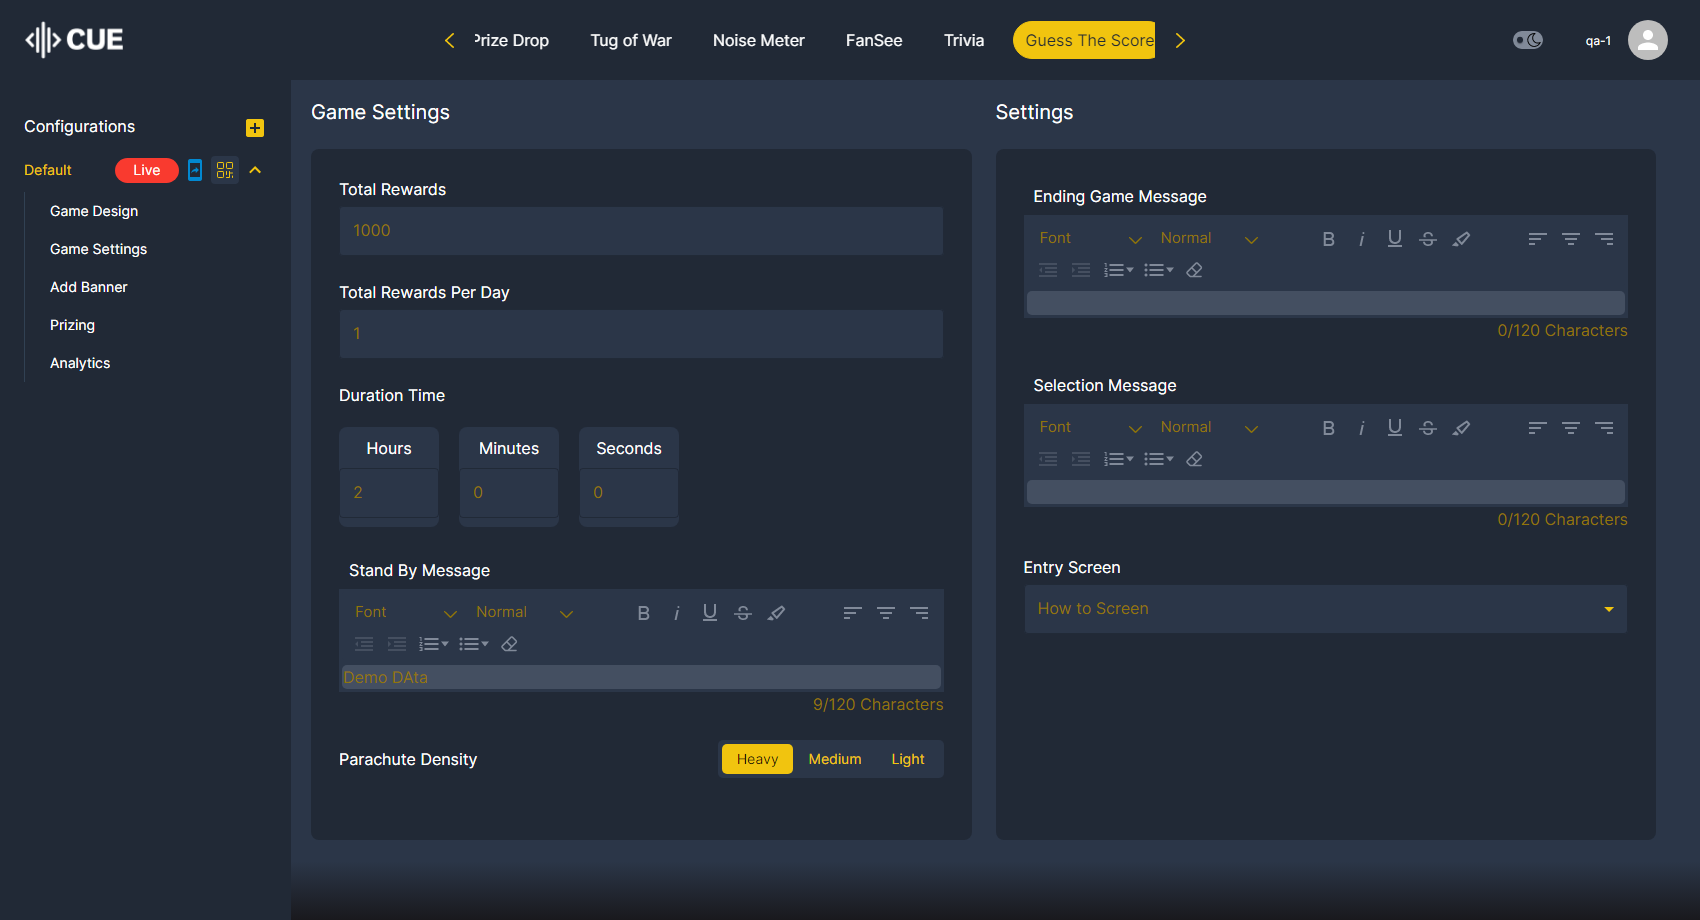 CUE
Prize Drop
Tug of War
Noise Meter
FanSee
Trivia
Guess The Score
qa-1
Configurations
Default
Live
Game Design
Game Settings
Add Banner
Prizing
Analytics
Game Settings
Total Rewards
1000
Total Rewards Per Day
1
Duration Time
Hours
Minutes
Seconds
2
0
0
Stand By Message
Font
Normal
Demo DAta
9/120 Characters
Parachute Density
Heavy
Medium
Light
Settings
Ending Game Message
Font
Normal
0/120 Characters
Selection Message
Font
Normal
0/120 Characters
Entry Screen
How to Screen